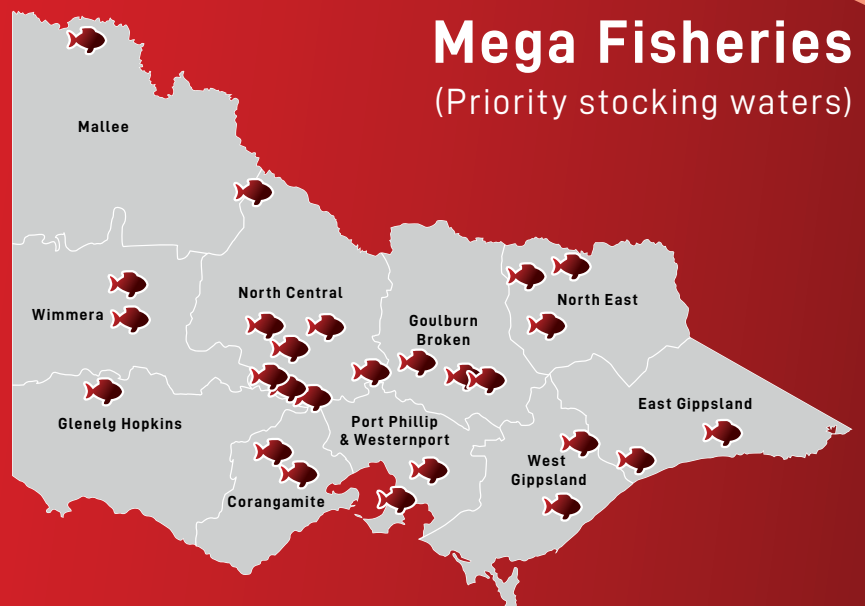 Mega Fisheries
(Priority stocking waters)
Mallee
Wimmera
North Central
Goulburn
Broken
North East
Glenelg Hopkins
Port Phillip
& Westernport
East Gippsland
West
Gippsland
Corangamite